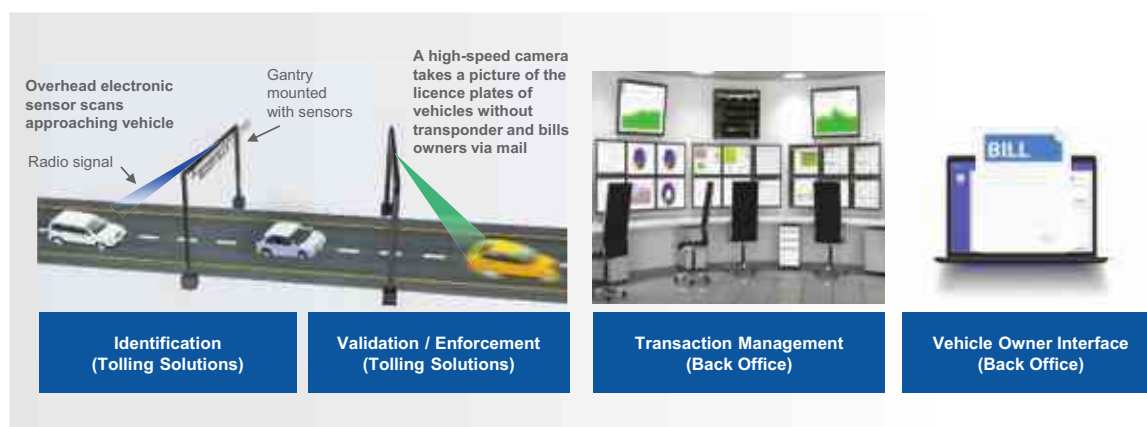 Overhead electronic
sensor scans
approaching vehicle
Radio signal
Gantry
mounted
with sensors
A high-speed camera
takes a picture of the
licence plates of
vehicles without
transponder and bills
owners via mail
BILL
Identification
(Tolling Solutions)
Validation / Enforcement
(Tolling Solutions)
Transaction Management
(Back Office)
Vehicle Owner Interface
(Back Office)